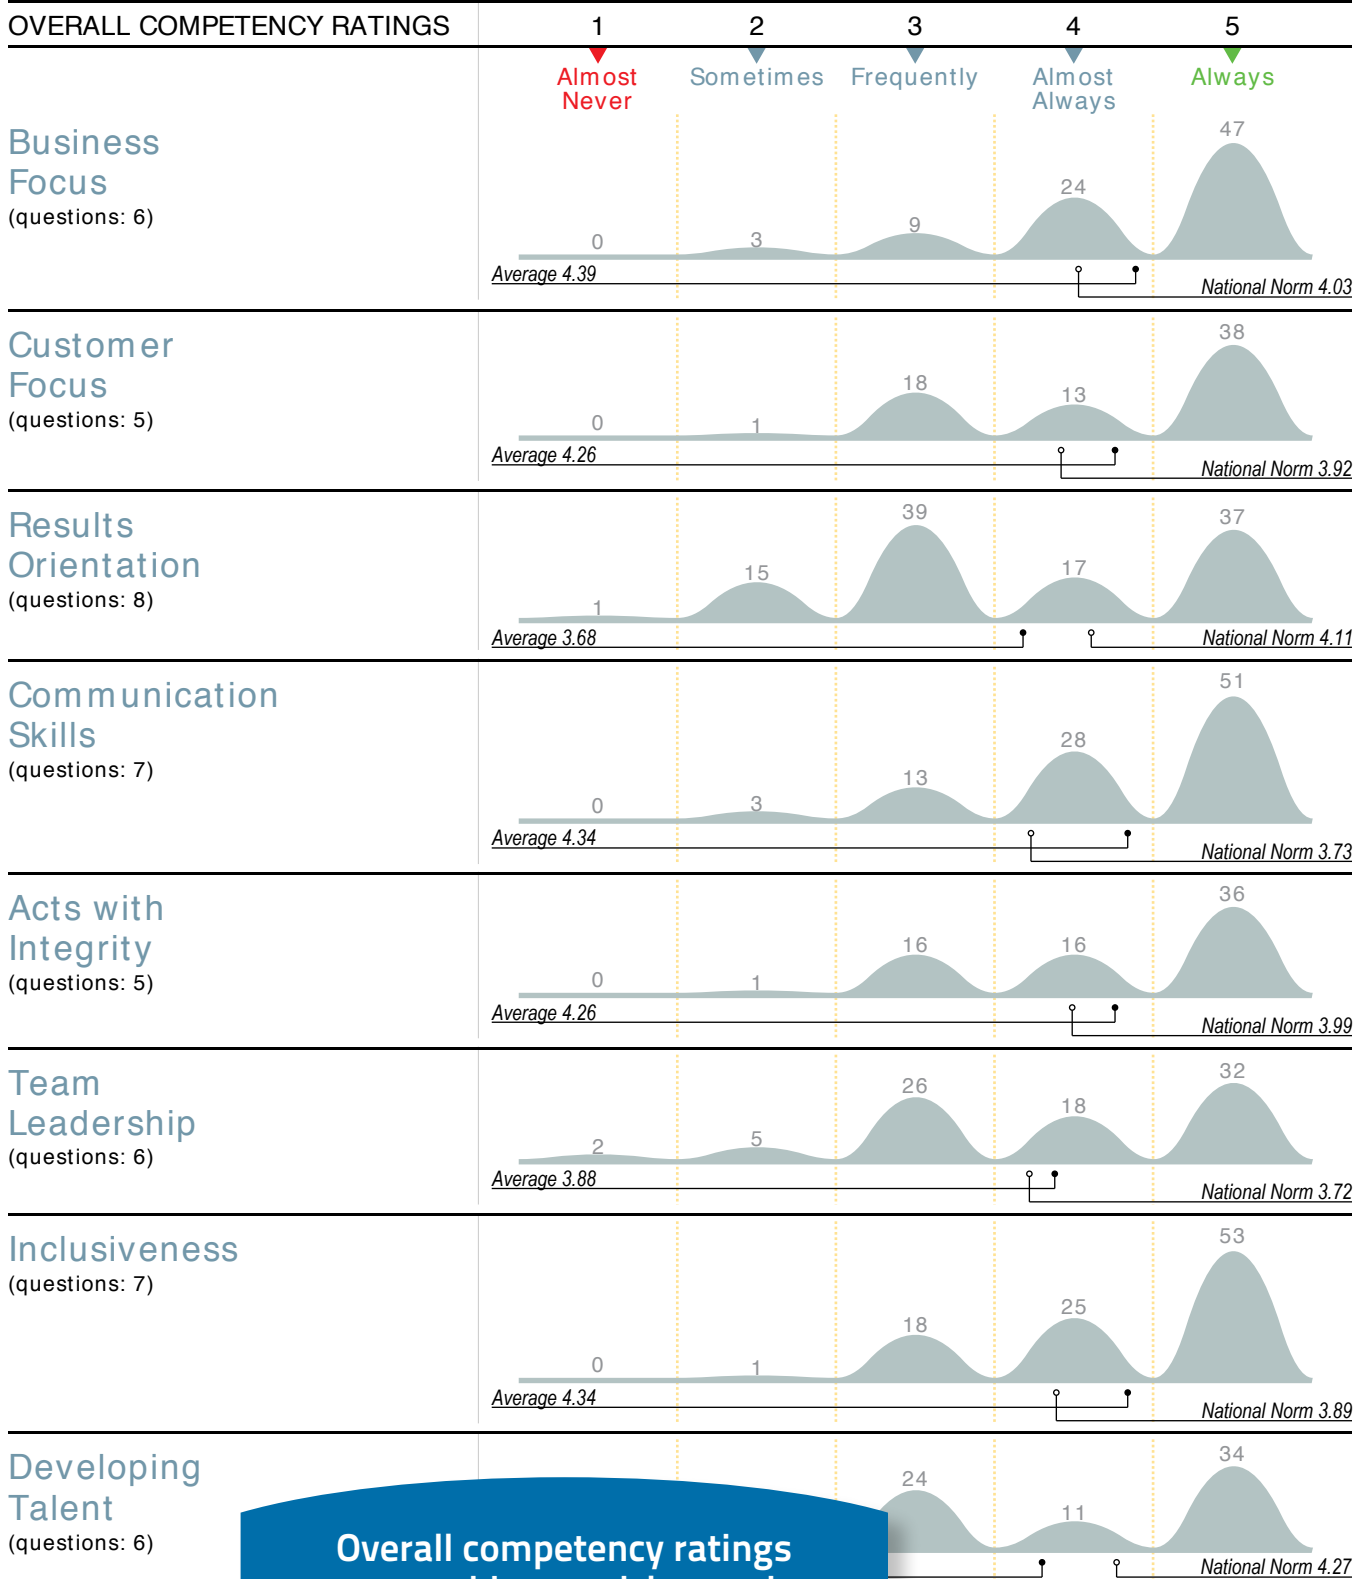 OVERALL COMPETENCY RATINGS 1 2 3 4 5
Almost Never Sometimes Frequently Almost Always Always
Business
Focus
(questions: 6)
0 3 9 24 47
Average 4.39
National Norm 4.03
Customer
Focus
(questions: 5)
0 1 18 13 38
Average 4.26
National Norm 3.92
Results
Orientation
(questions: 8)
1 15 39 17 37
Average 3.68
National Norm 4.11
Communication
Skills
(questions: 7)
0 3 13 28 51
Average 4.34
National Norm 3.73
Acts with
Integrity
(questions: 5)
0 1 16 16 36
Average 4.26
National Norm 3.99
Team
Leadership
(questions: 6)
2 5 26 18 32
Average 3.88
National Norm 3.72
Inclusiveness
(questions: 7)
0 1 18 25 53
Average 4.34
National Norm 3.89
Developing
Talent
(questions: 6)
24 11 34
National Norm 4.27
Overall competency ratings